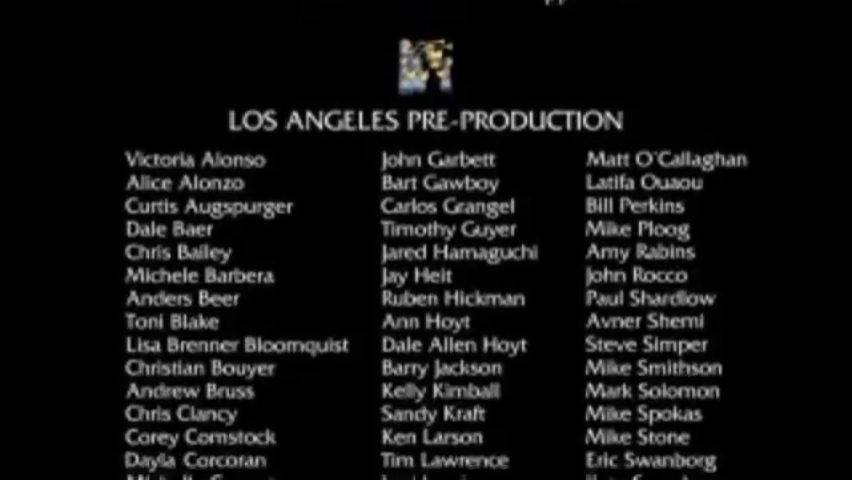 LOS ANGELES PRE-PRODUCTION
Victoria Alonso John Garbett Matt O'Callaghan
Alice Alonzo Bart Gawboy Latifa Ouaou
Curtis Augspurger Carlos Grangel Bill Perkins
Dale Baer Timothy Guyer Mike Ploog
Chris Bailey Jared Hamaguchi Amy Rabins
Michele Barbera Jay Heit John Rocco
Anders Beer Ruben Hickman Paul Shardlow
Toni Blake Ann Hoyt Avner Shemi
Lisa Brenner Bloomquist Dale Allen Hoyt Steve Simper
Christian Bouyer Barry Jackson Mike Smithson
Andrew Bruss Kelly Kimball Mark Solomon
Chris Clancy Sandy Kraft Mike Spokas
Corey Comstock Ken Larson Mike Stone
Dayla Corcoran Tim Lawrence Eric Swanborg